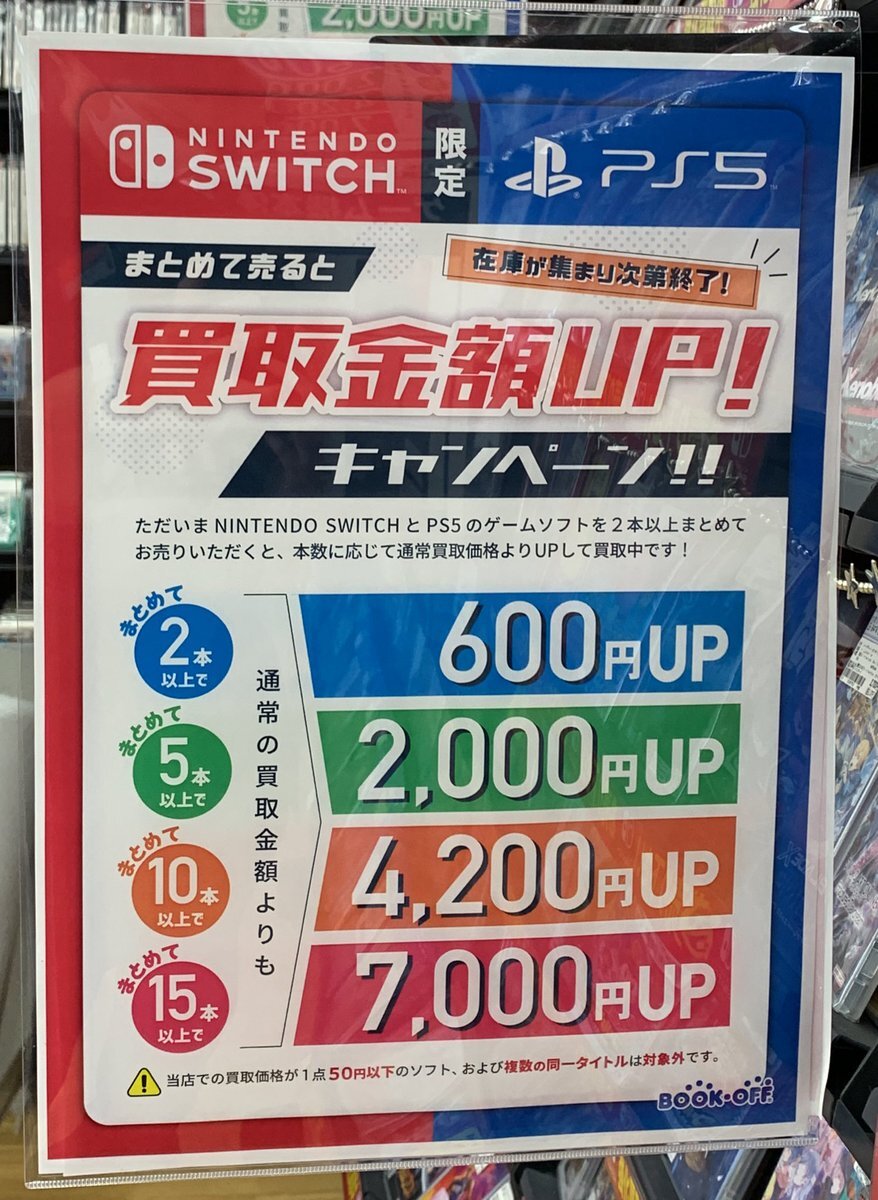 2,000円UP
NINTENDO
SWITCH
限定
PS5
まとめて売ると
在庫が集まり次第終了!
買取金額UP!
キャンペーン!!
ただいまNINTENDO SWITCHとPS5のゲームソフトを2本以上まとめて
お売りいただくと、本数に応じて通常買取価格よりUPして買取中です!
まとめて
2本
以上で
まとめて
5本
以上で
まとめて
10本
以上で
まとめて
15本
以上で
通常の買取金額よりも
600円UP
2,000円UP
4,200円UP
7,000円UP
当店での買取価格が1点50円以下のソフト、および複数の同一タイトルは対象外です。
BOOK・OFF